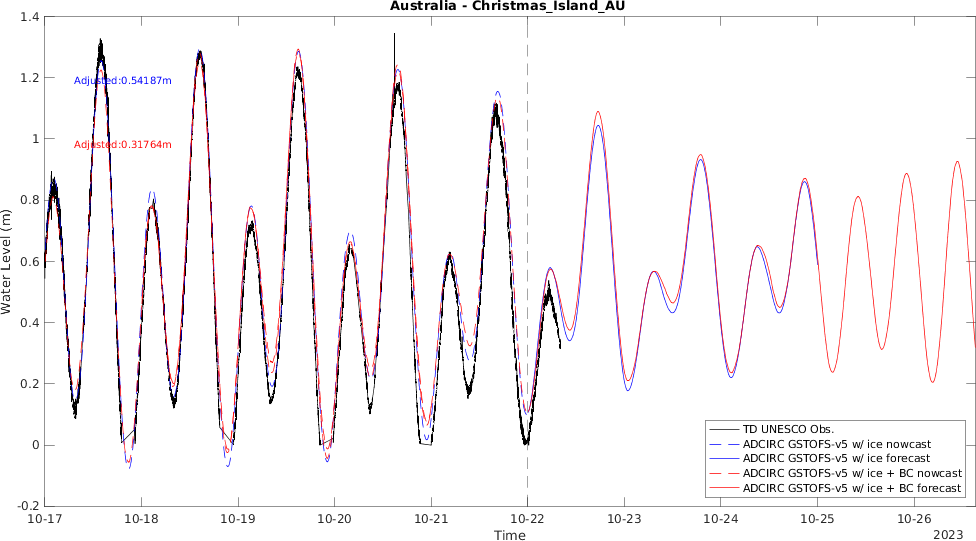 Australia - Christmas_Island_AU
1.4
1.2
1
0.8
0.6
0.4
0.2
0
-0.2
Water Level (m)
Adjusted:0.54187m
Adjusted:0.31764m
TD UNESCO Obs.
ADCIRC GSTOFS-v5 w/ ice nowcast
ADCIRC GSTOFS-v5 w/ ice forecast
ADCIRC GSTOFS-v5 w/ ice + BC nowcast
ADCIRC GSTOFS-v5 w/ ice + BC forecast
10-17 10-18 10-19 10-20 10-21 10-22 10-23 10-24 10-25 10-26
Time
2023